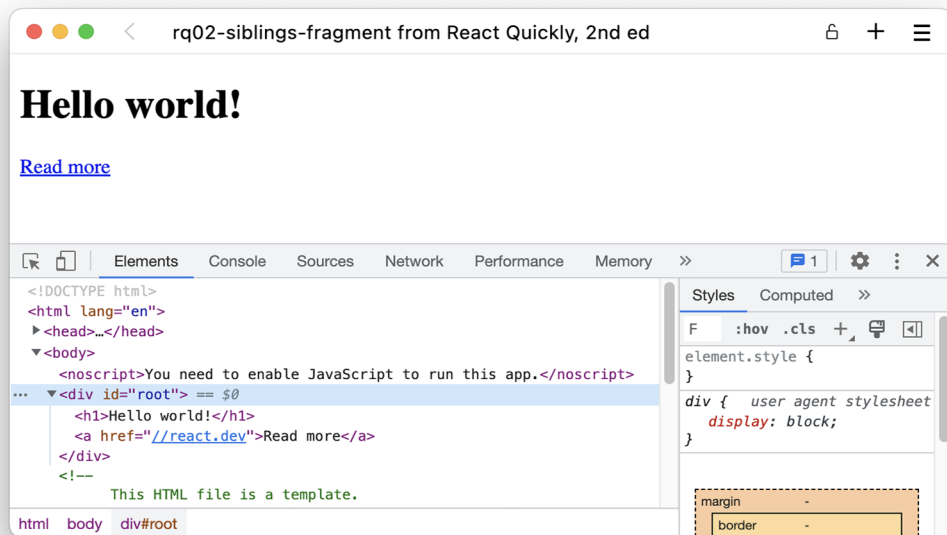 rq02-siblings-fragment from React Quickly, 2nd ed
Hello world!
Read more
Elements Console Sources Network Performance Memory » 1
<!DOCTYPE html>
<html lang="en">
<head>…</head>
<body>
<noscript>You need to enable JavaScript to run this app.</noscript>
<div id="root"> == $0
<h1>Hello world!</h1>
<a href="//react.dev">Read more</a>
</div>
<!--
This HTML file is a template.
html body div#root
Styles Computed »
F :hov .cls +
element.style {
}
div { user agent stylesheet
display: block;
}
margin -
border -